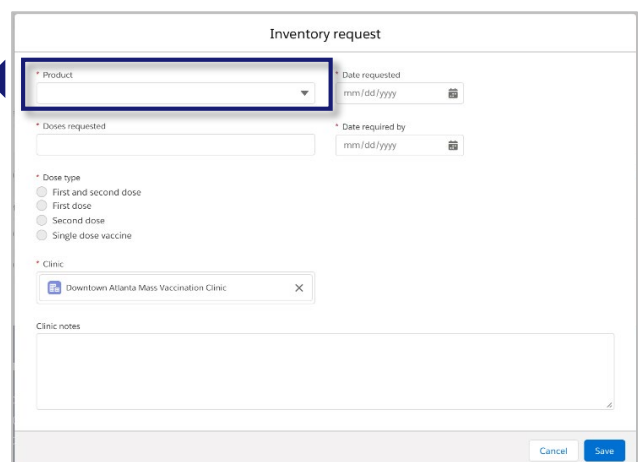 Inventory request
* Product
* Date requested
mm/dd/yyyy
* Doses requested
* Date required by
mm/dd/yyyy
* Dose type
First and second dose
First dose
Second dose
Single dose vaccine
* Clinic
Downtown Atlanta Mass Vaccination Clinic
Clinic notes
Cancel Save